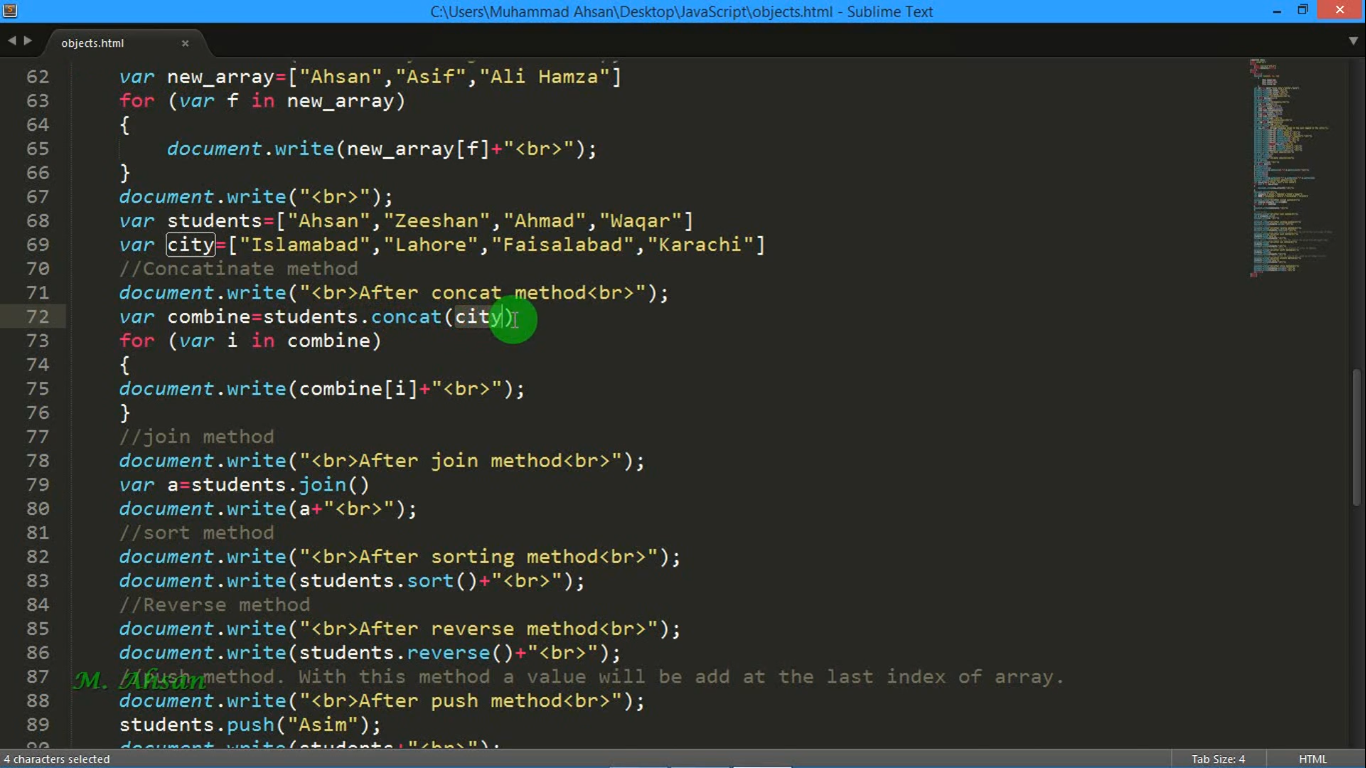 C:\Users\Muhammad Ahsan\Desktop\JavaScript\objects.html - Sublime Text
objects.html
62 var new_array=["Ahsan","Asif","Ali Hamza"]
63 for (var f in new_array)
64 {
65 document.write(new_array[f]+"<br>");
66 }
67 document.write("<br>");
68 var students=["Ahsan","Zeeshan","Ahmad","Waqar"]
69 var city=["Islamabad","Lahore","Faisalabad","Karachi"]
70 //Concatinate method
71 document.write("<br>After concat method<br>");
72 var combine=students.concat(city)
73 for (var i in combine)
74 {
75 document.write(combine[i]+"<br>");
76 }
77 //join method
78 document.write("<br>After join method<br>");
79 var a=students.join()
80 document.write(a+"<br>");
81 //sort method
82 document.write("<br>After sorting method<br>");
83 document.write(students.sort()+"<br>");
84 //Reverse method
85 document.write("<br>After reverse method<br>");
86 document.write(students.reverse()+"<br>");
87 //push method. With this method a value will be add at the last index of array.
M. Ahsan
88 document.write("<br>After push method<br>");
89 students.push("Asim");
90 document.write(students+"<br>");
4 characters selected
Tab Size: 4
HTML